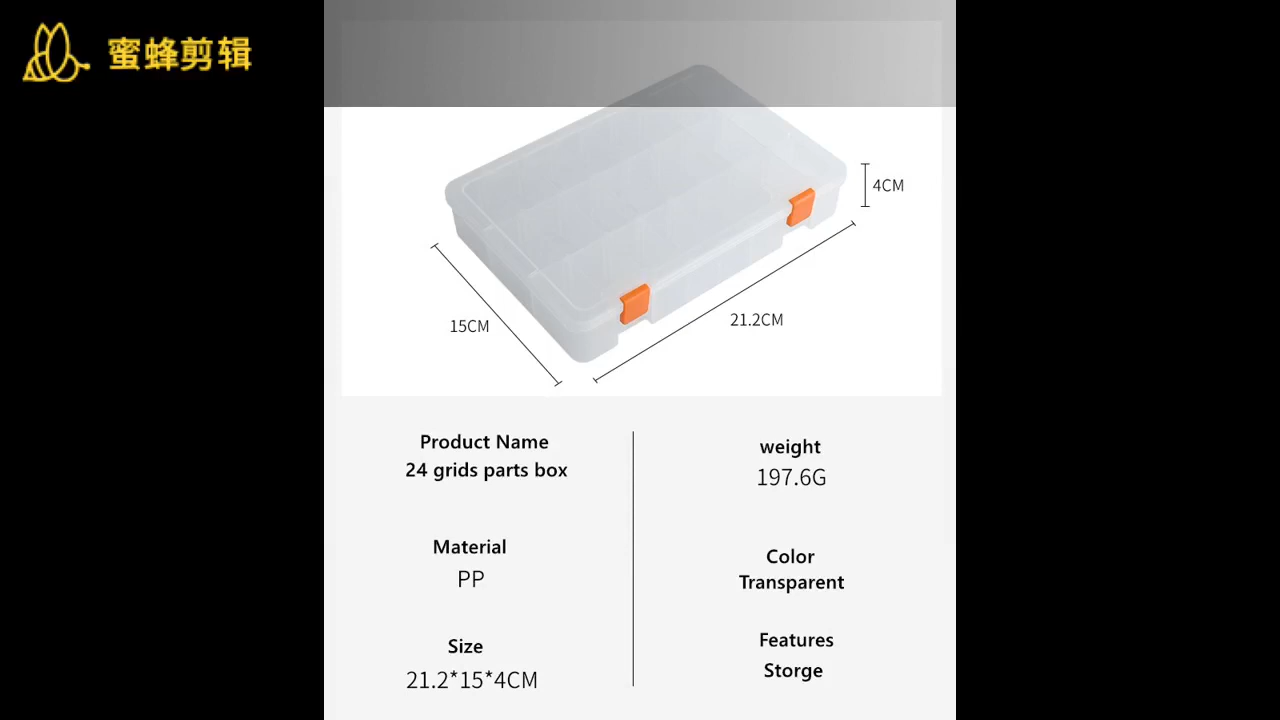 蜜蜂剪辑
4CM
15CM
21.2CM
Product Name
24 grids parts box
weight
197.6G
Material
PP
Color
Transparent
Size
21.2*15*4CM
Features
Storge